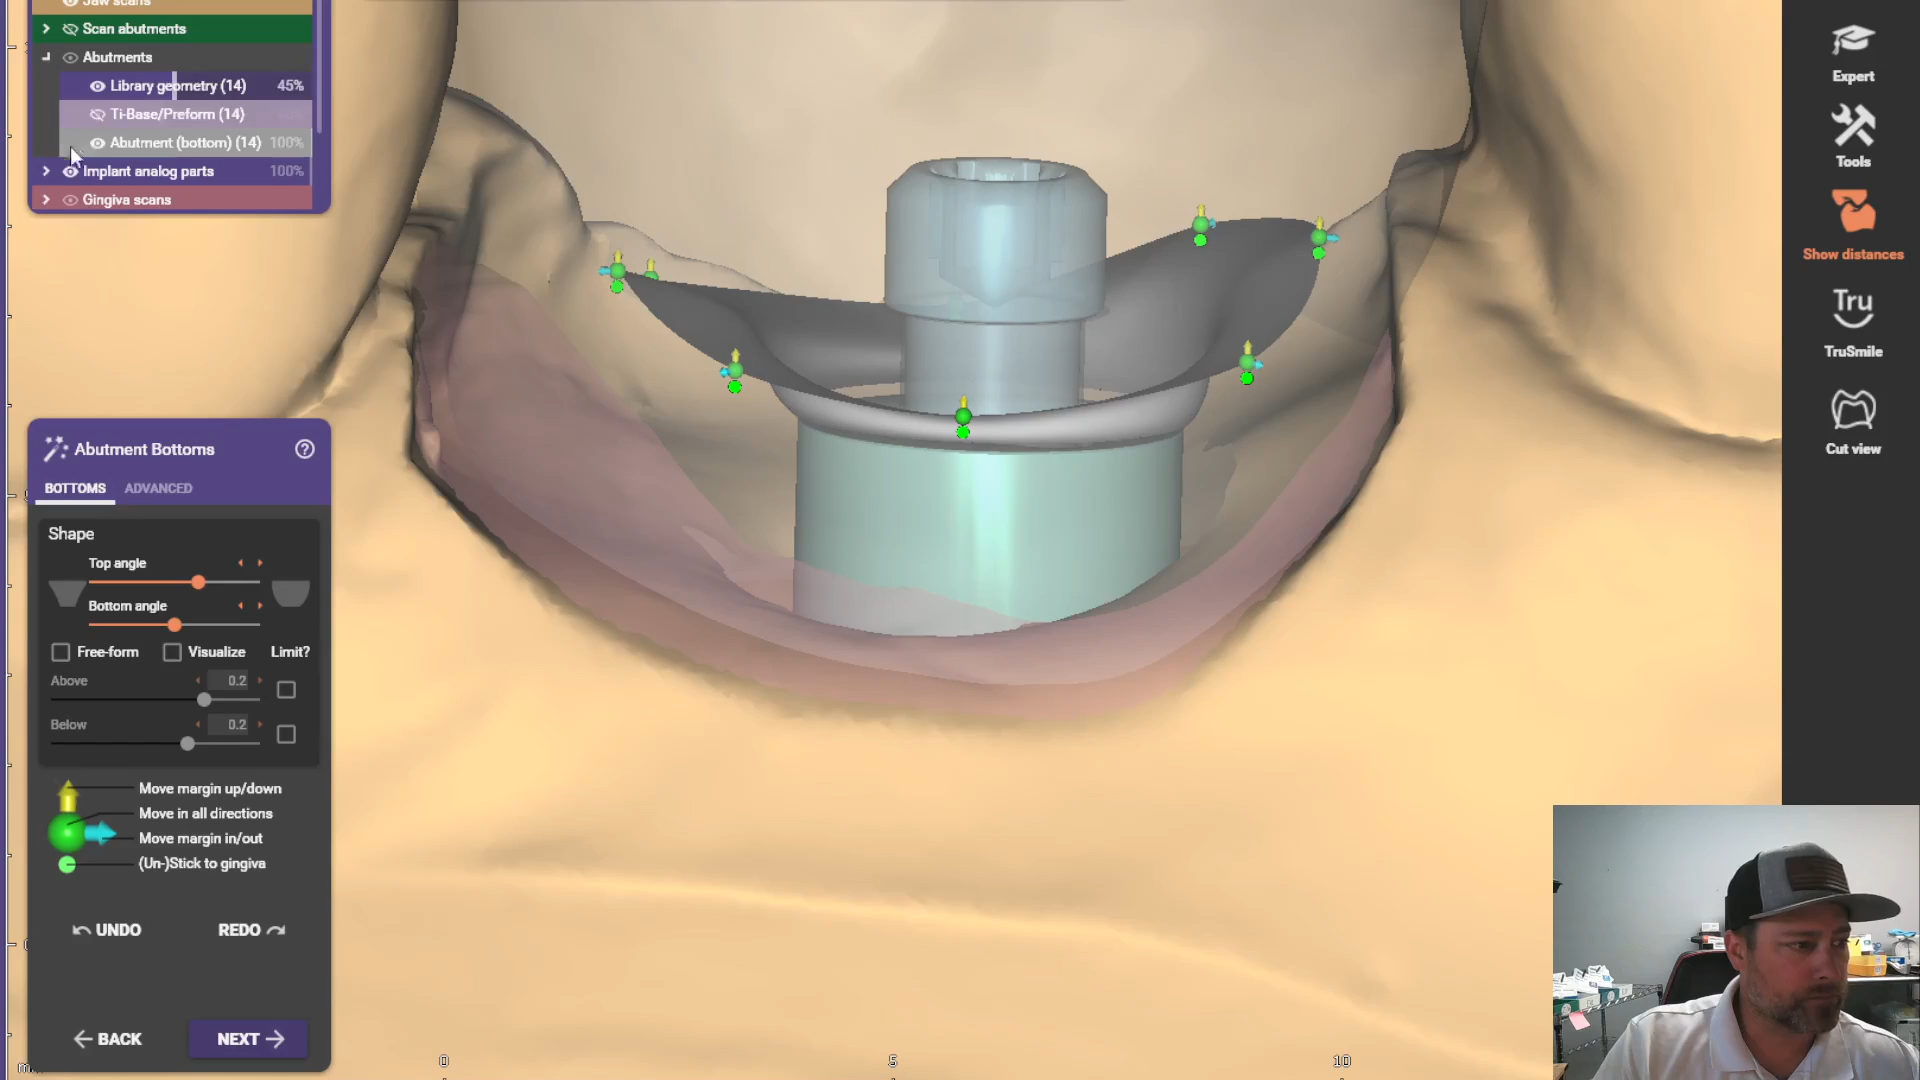 Jaw scans
Scan abutments
Abutments
Library geometry (14) 45%
Ti-Base/Preform (14)
Abutment (bottom) (14) 100%
Implant analog parts 100%
Gingiva scans
Expert
Tools
Show distances
Tru
TruSmile
Cut view
Abutment Bottoms ?
BOTTOMS ADVANCED
Shape
Top angle
Bottom angle
Free-form Visualize Limit?
Above 0.2
Below 0.2
Move margin up/down
Move in all directions
Move margin in/out
(Un-)Stick to gingiva
UNDO REDO
BACK NEXT
0 5 10